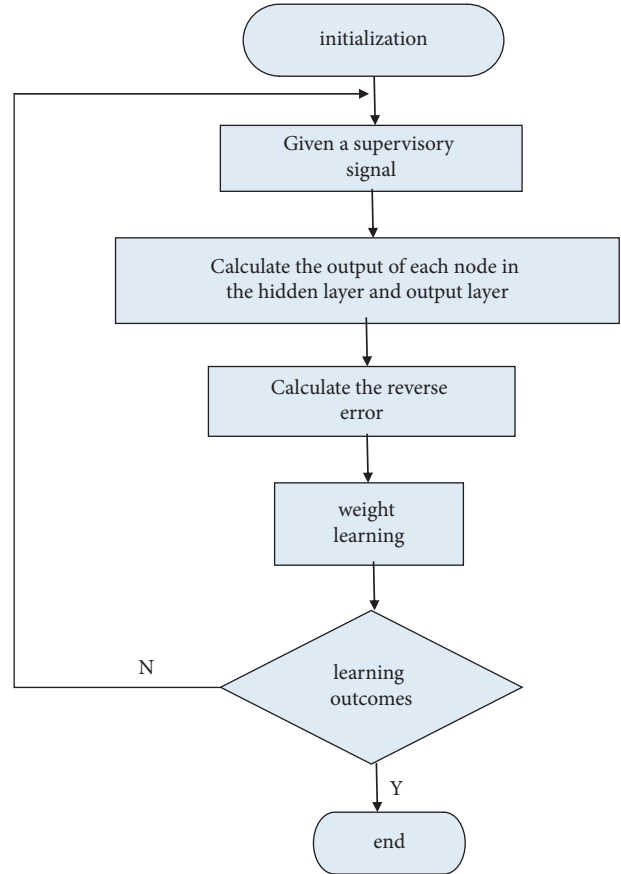 initialization
Given a supervisory
signal
Calculate the output of each node in
the hidden layer and output layer
Calculate the reverse
error
weight
learning
learning
outcomes
N
Y
end